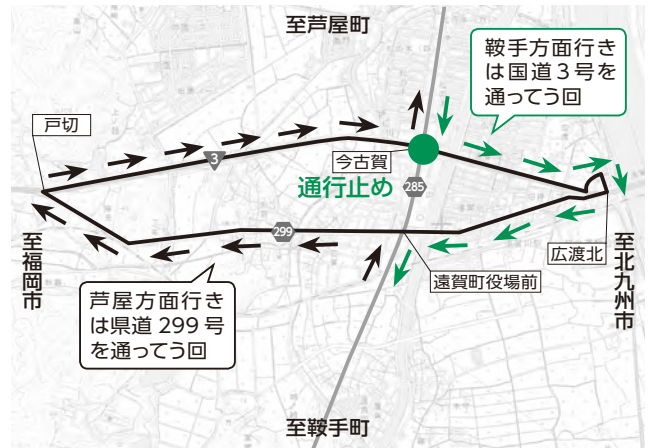 至芦屋町
鞍手方面行き
は国道3号を
通ってう回
戸切
3
今古賀
通行止め
285
299
広渡北
遠賀町役場前
至福岡市
至北九州市
芦屋方面行き
は県道 299 号
を通ってう回
至鞍手町